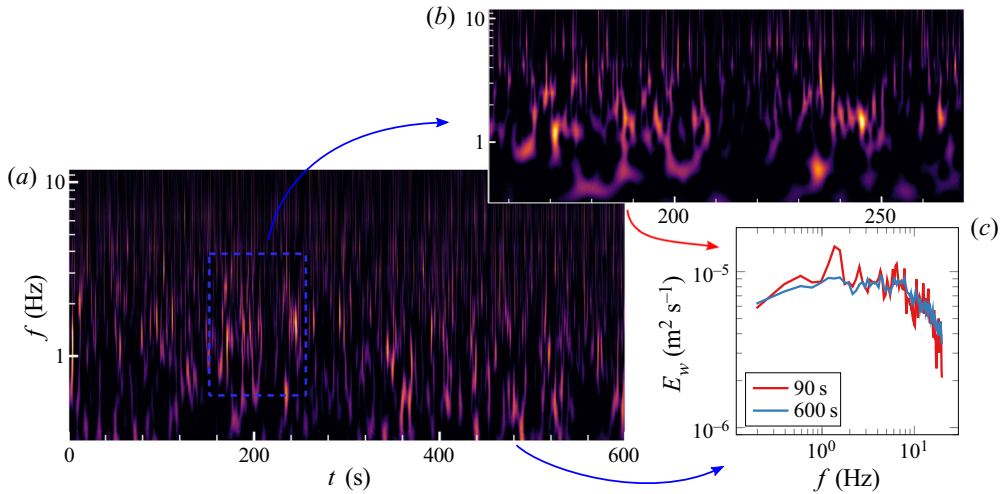 (b)
10
1
200
250
(a)
10
1
f (Hz)
0
200
400
600
t (s)
(c)
10⁻⁵
10⁻⁶
E_w (m² s⁻¹)
90 s
600 s
10⁰
10¹
f (Hz)